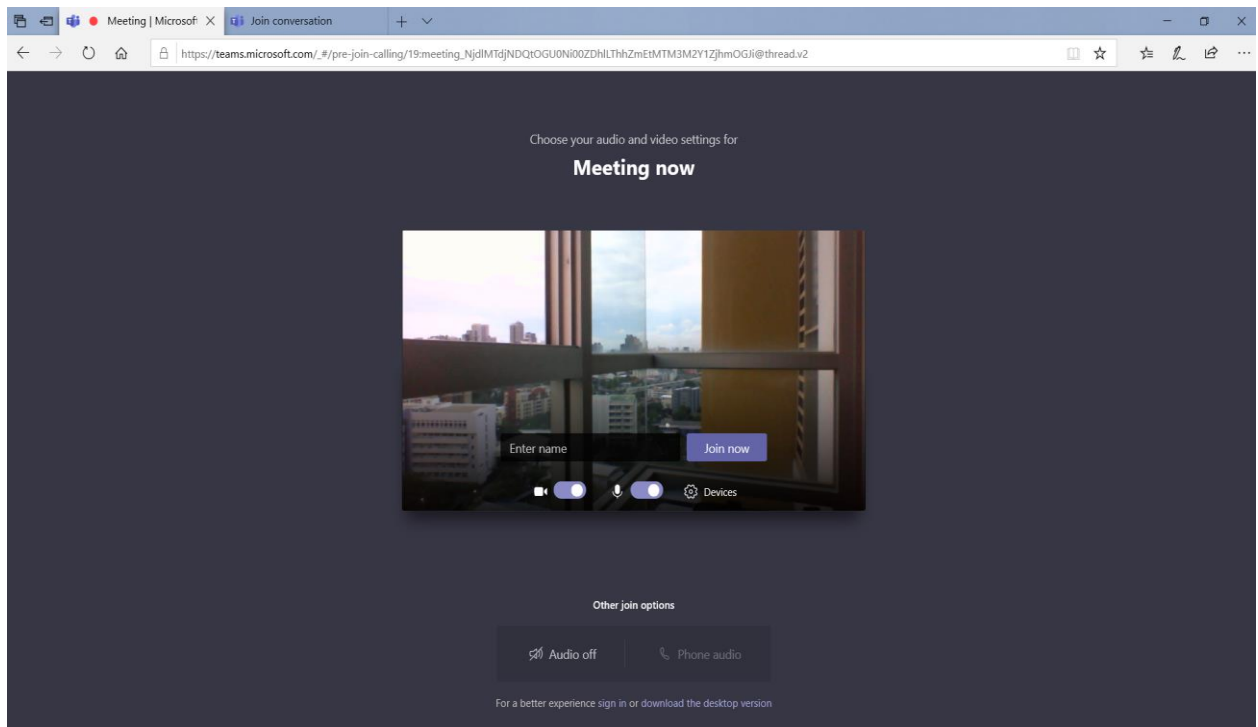 Meeting | Microsof
Join conversation
https://teams.microsoft.com/_#/pre-join-calling/19:meeting_NjdlMTdjNDQtOGU0Ni00ZDhlLThhZmEtMTM3M2Y1ZjhmOGJi@thread.v2
Choose your audio and video settings for
Meeting now
Enter name
Join now
Devices
Other join options
Audio off
Phone audio
For a better experience sign in or download the desktop version